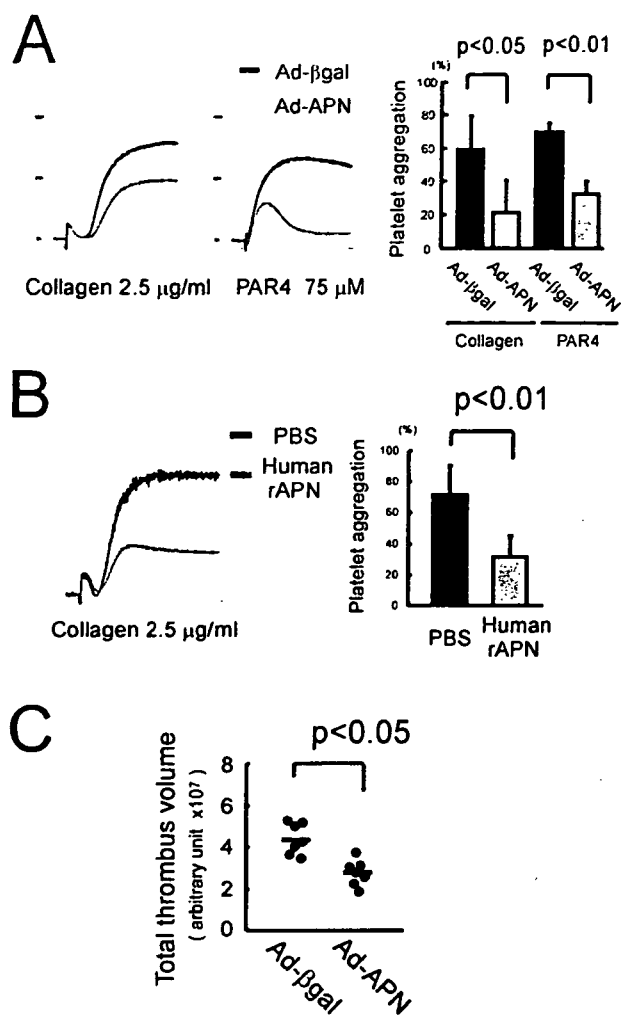 A
Ad-βgal
Ad-APN
Collagen 2.5 μg/ml
PAR4 75 μM
p<0.05
p<0.01
(%)
Platelet aggregation
100
80
60
40
20
0
Ad-βgal
Ad-APN
Ad-βgal
Ad-APN
Collagen
PAR4
B
PBS
Human
rAPN
Collagen 2.5 μg/ml
p<0.01
(%)
Platelet aggregation
100
80
60
40
20
0
PBS
Human
rAPN
C
p<0.05
Total thrombus volume
( arbitrary unit x10⁷ )
8
6
4
2
0
Ad-βgal
Ad-APN